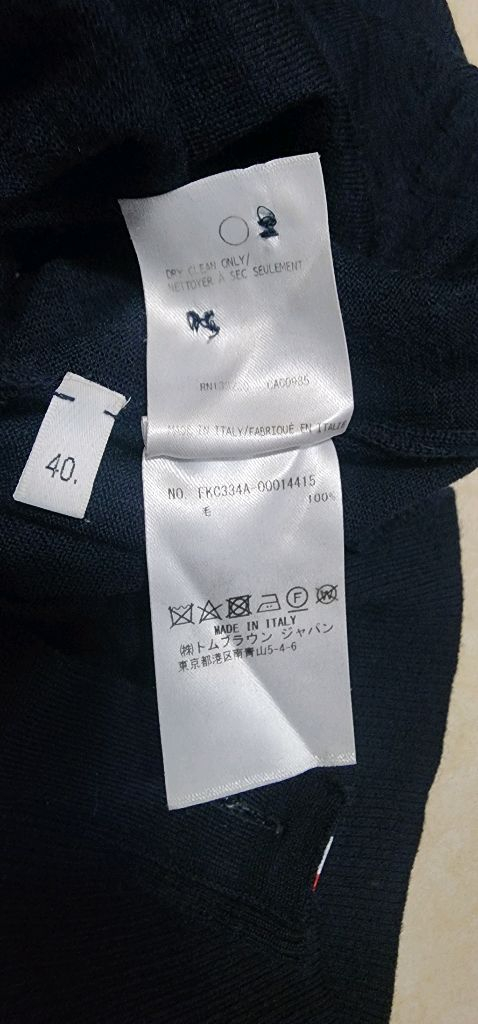 DRY CLEAN ONLY/
NETTOYER À SEC SEULEMENT
CA00985
MADE IN ITALY/FABRIQUÉ EN ITALIE
40.
NO. FKC334A-00014415
毛 100%
F W
MADE IN ITALY
㈱トムブラウン ジャパン
東京都港区南青山5-4-6